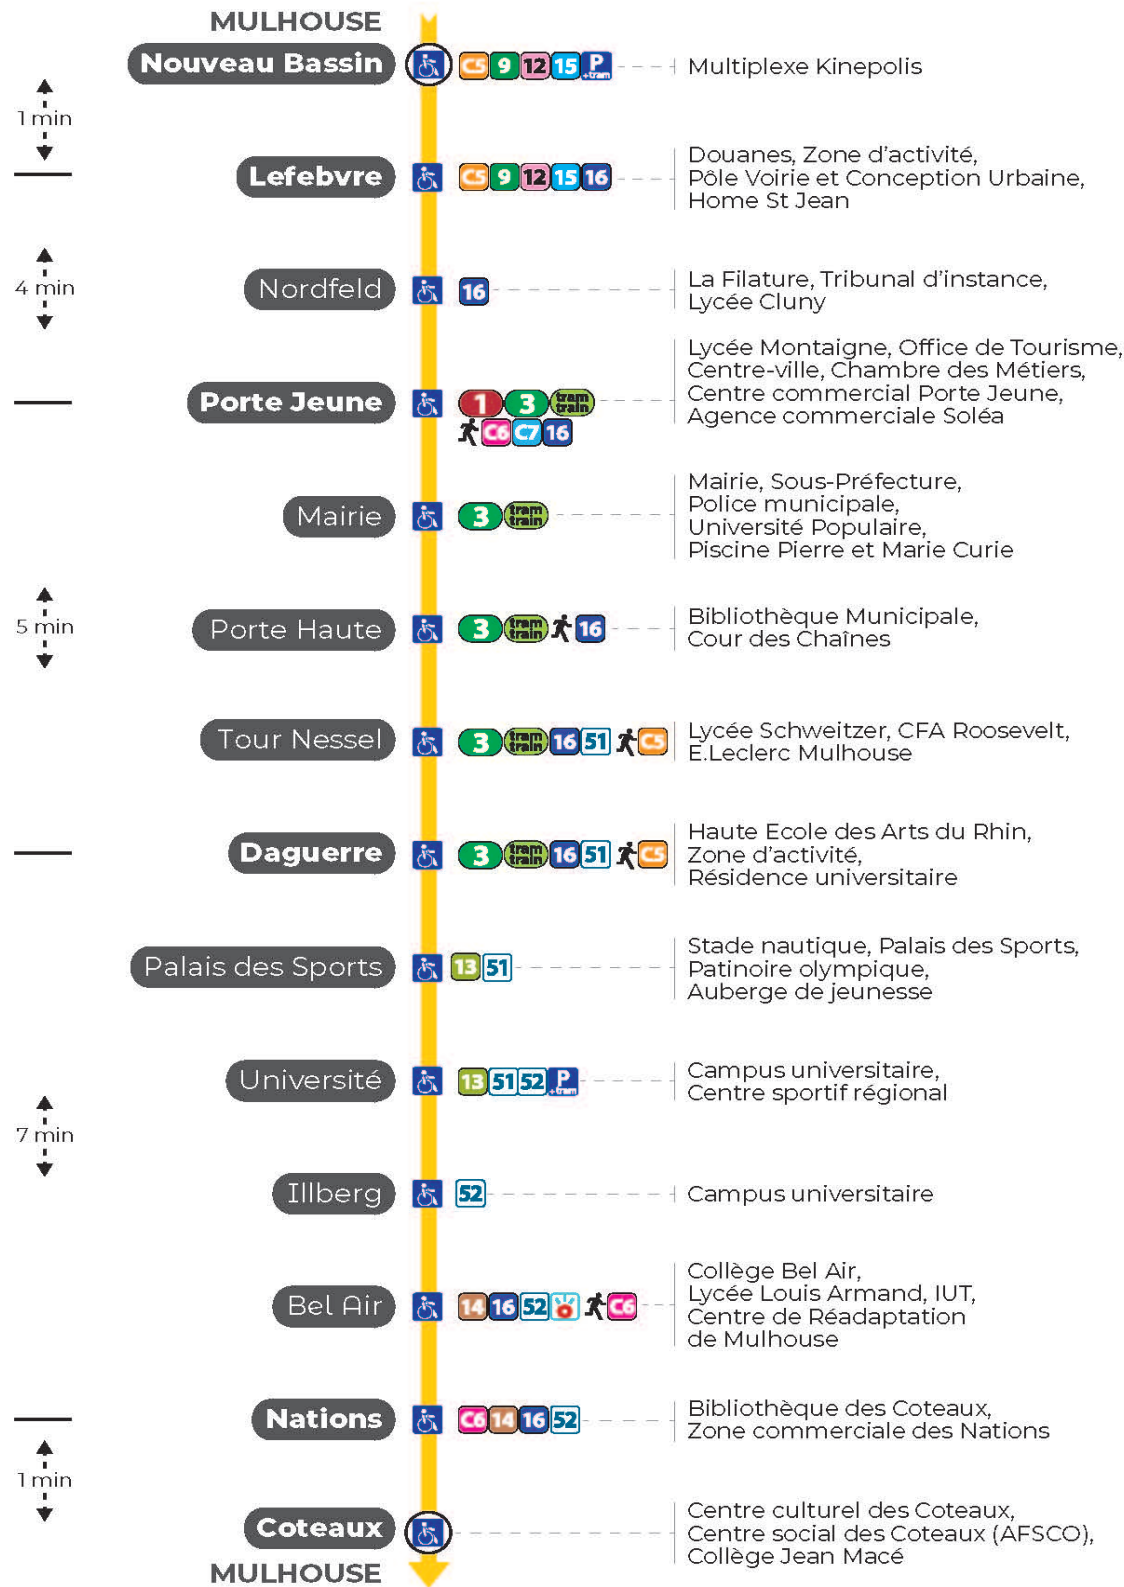 MULHOUSE
Nouveau Bassin C5 9 12 15 P +tram Multiplexe Kinepolis
1 min
Lefebvre C5 9 12 15 16 Douanes, Zone d'activité,
Pôle Voirie et Conception Urbaine,
Home St Jean
4 min
Nordfeld 16 La Filature, Tribunal d'instance,
Lycée Cluny
Porte Jeune 1 3 tram train Lycée Montaigne, Office de Tourisme,
C6 C7 16 Centre-ville, Chambre des Métiers,
Centre commercial Porte Jeune,
Agence commerciale Soléa
Mairie 3 tram train Mairie, Sous-Préfecture,
Police municipale,
Université Populaire,
Piscine Pierre et Marie Curie
5 min
Porte Haute 3 tram train 16 Bibliothèque Municipale,
Cour des Chaînes
Tour Nessel 3 tram train 16 51 C5 Lycée Schweitzer, CFA Roosevelt,
E.Leclerc Mulhouse
Daguerre 3 tram train 16 51 C5 Haute Ecole des Arts du Rhin,
Zone d'activité,
Résidence universitaire
Palais des Sports 13 51 Stade nautique, Palais des Sports,
Patinoire olympique,
Auberge de jeunesse
Université 13 51 52 P +tram Campus universitaire,
Centre sportif régional
7 min
Illberg 52 Campus universitaire
Bel Air 14 16 52 C6 Collège Bel Air,
Lycée Louis Armand, IUT,
Centre de Réadaptation
de Mulhouse
Nations C6 14 16 52 Bibliothèque des Coteaux,
Zone commerciale des Nations
1 min
Coteaux Centre culturel des Coteaux,
Centre social des Coteaux (AFSCO),
Collège Jean Macé
MULHOUSE